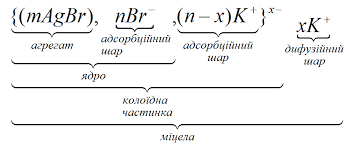 {(mAgBr), nBr⁻ ,(n−x)K⁺}ˣ⁻ xK⁺
агрегат адсорбційний шар адсорбційний шар дифузійний шар
ядро
колоїдна частинка
міцела